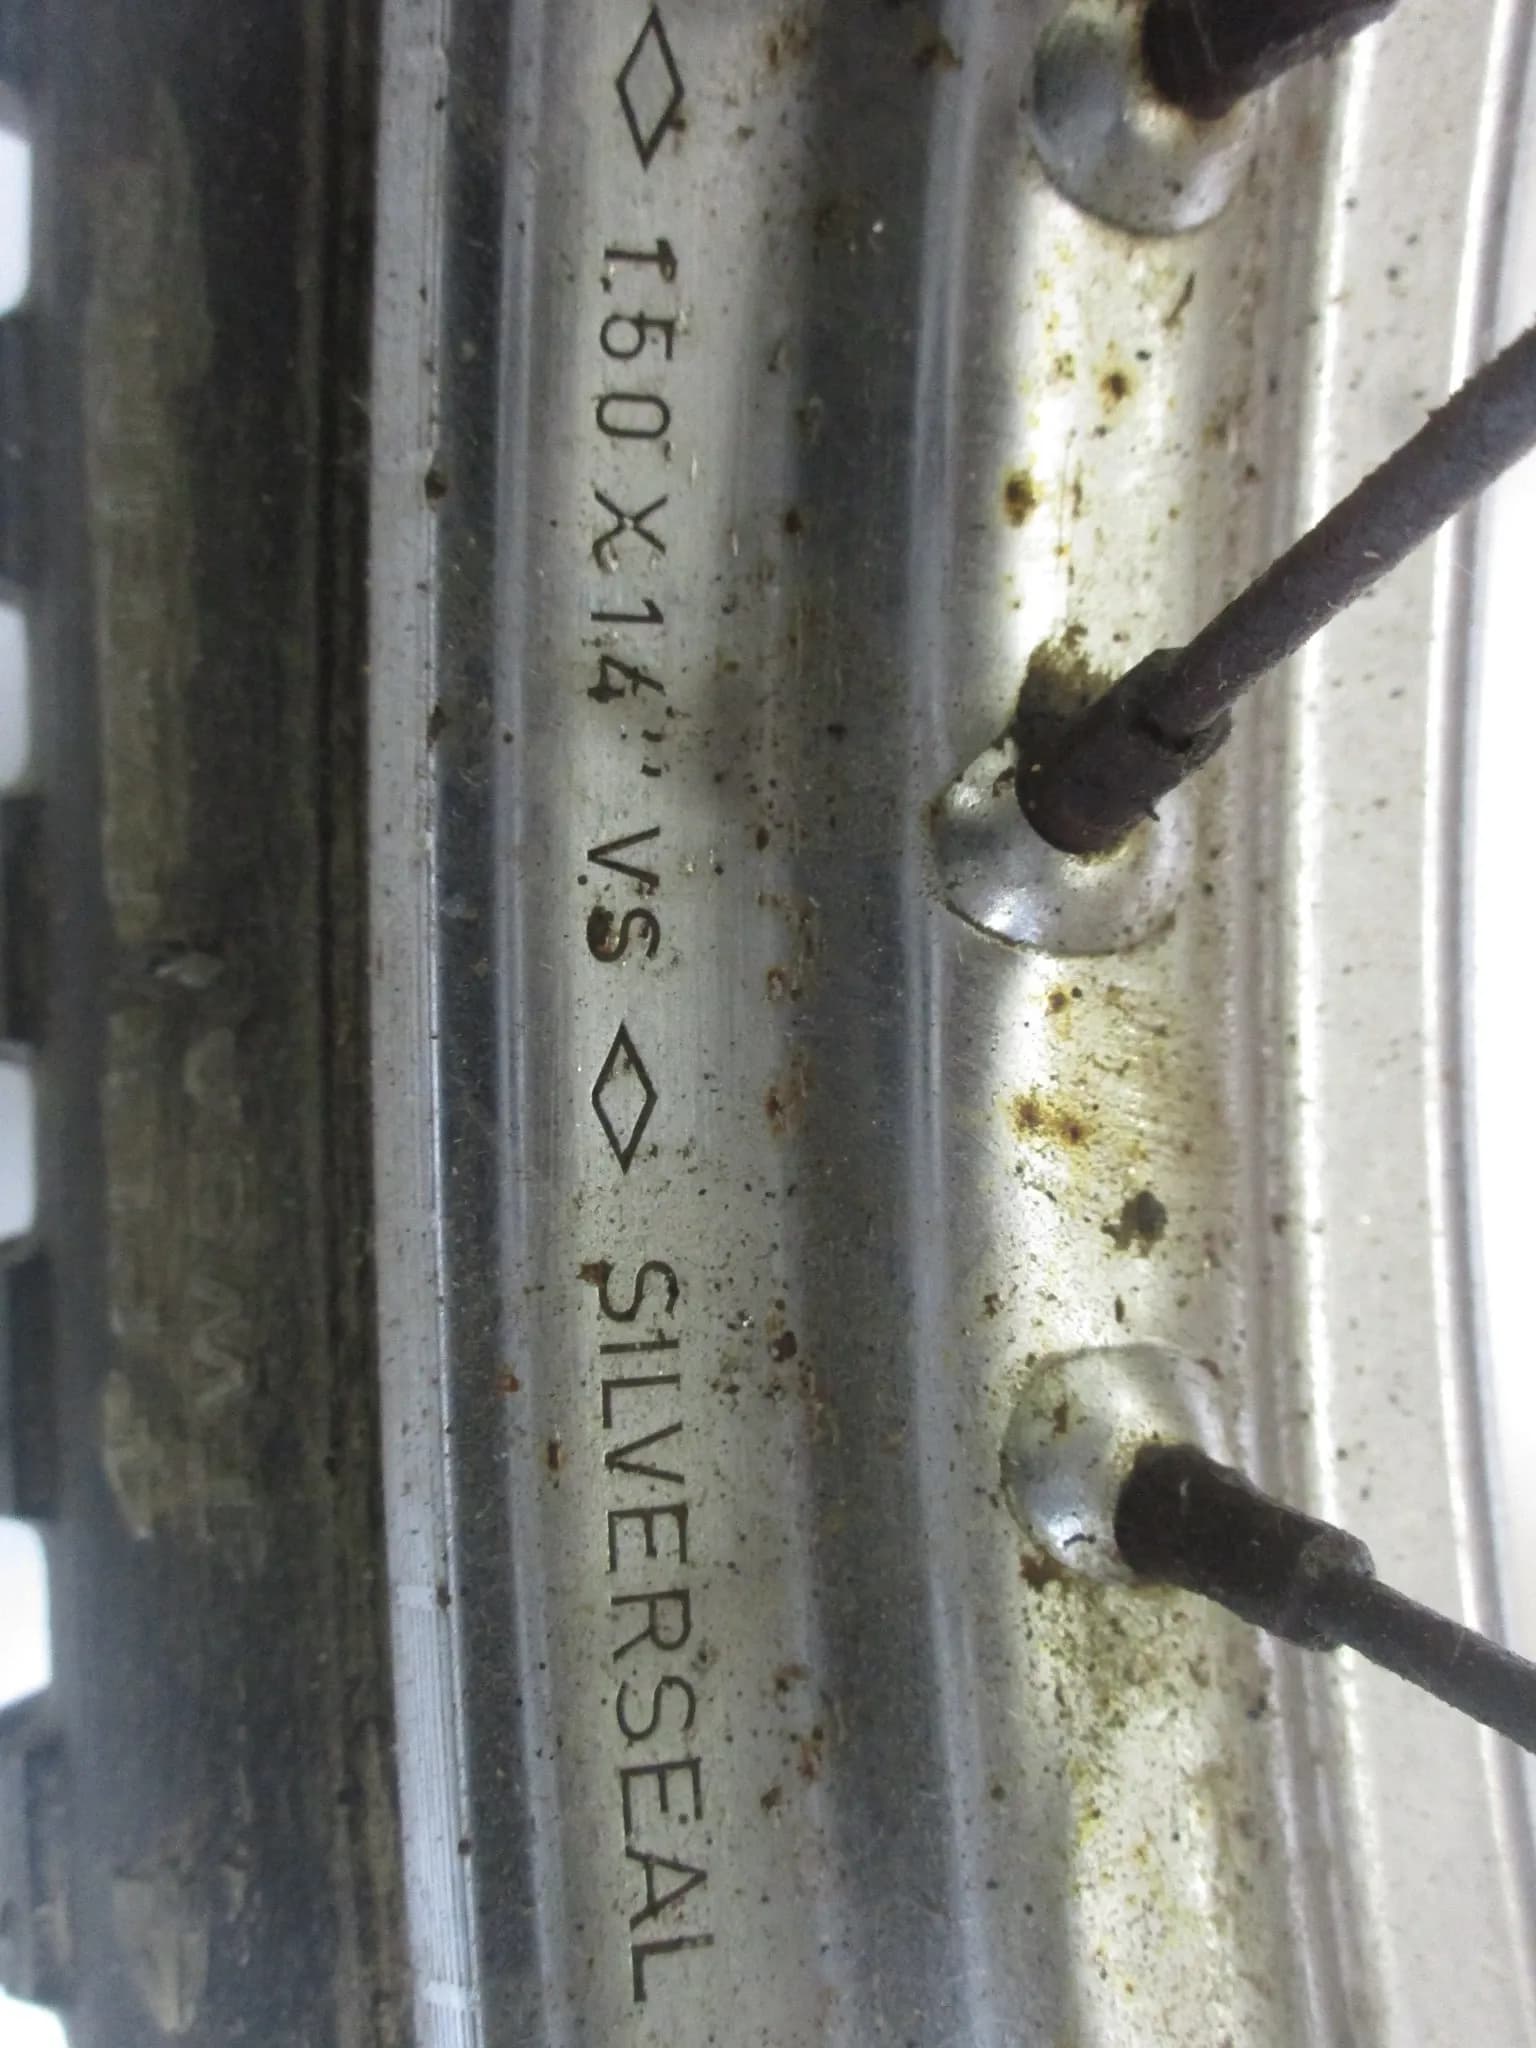 ◇ 1.50 X 14'' VS ◇ SILVERSEAL